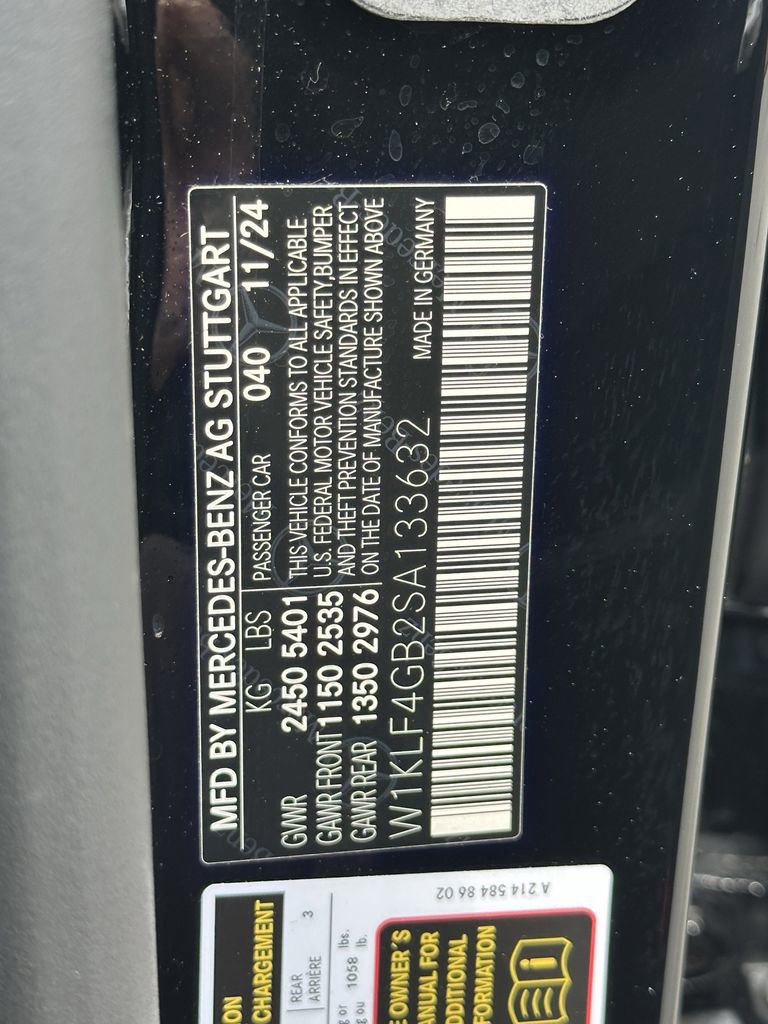 MFD BY MERCEDES-BENZ AG STUTTGART
KG LBS
PASSENGER CAR 040 11/24
GVWR 2450 5401
GAWR FRONT 1150 2535
GAWR REAR 1350 2976
THIS VEHICLE CONFORMS TO ALL APPLICABLE
U.S. FEDERAL MOTOR VEHICLE SAFETY,BUMPER
AND THEFT PREVENTION STANDARDS IN EFFECT
ON THE DATE OF MANUFACTURE SHOWN ABOVE
W1KLF4GB2SA133632 MADE IN GERMANY
A 214 584 86 02
CHARGEMENT
REAR
ARRIÈRE 3
1058 lbs.
lb.
OWNER'S
ANUAL FOR
DDITIONAL
FORMATION